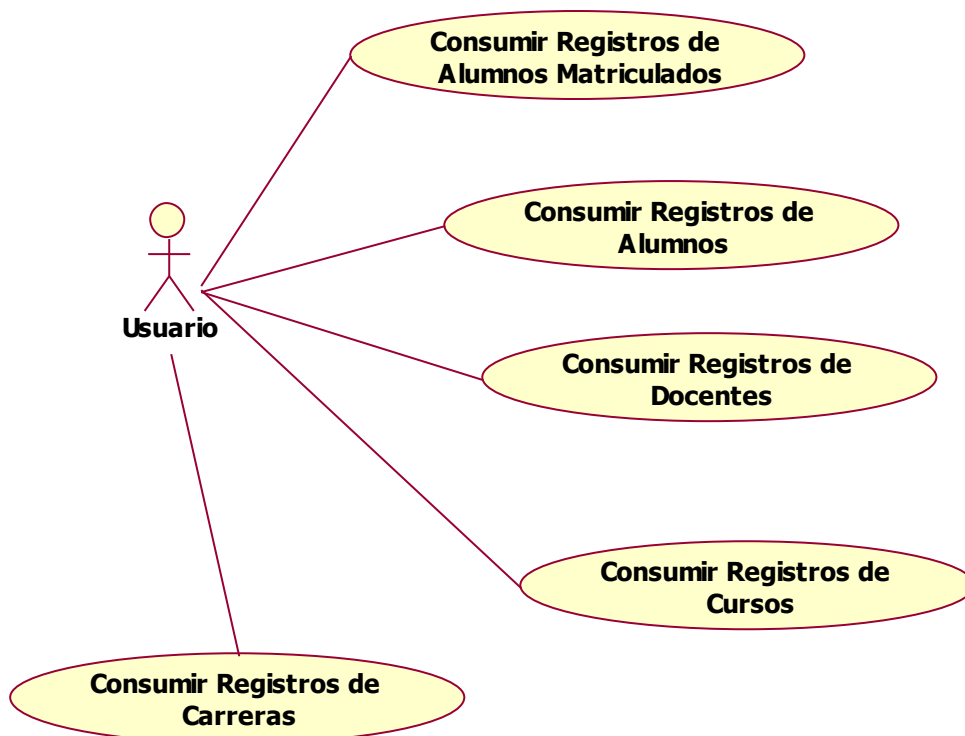 Consumir Registros de
Alumnos Matriculados
Consumir Registros de
Alumnos
Usuario
Consumir Registros de
Docentes
Consumir Registros de
Cursos
Consumir Registros de
Carreras